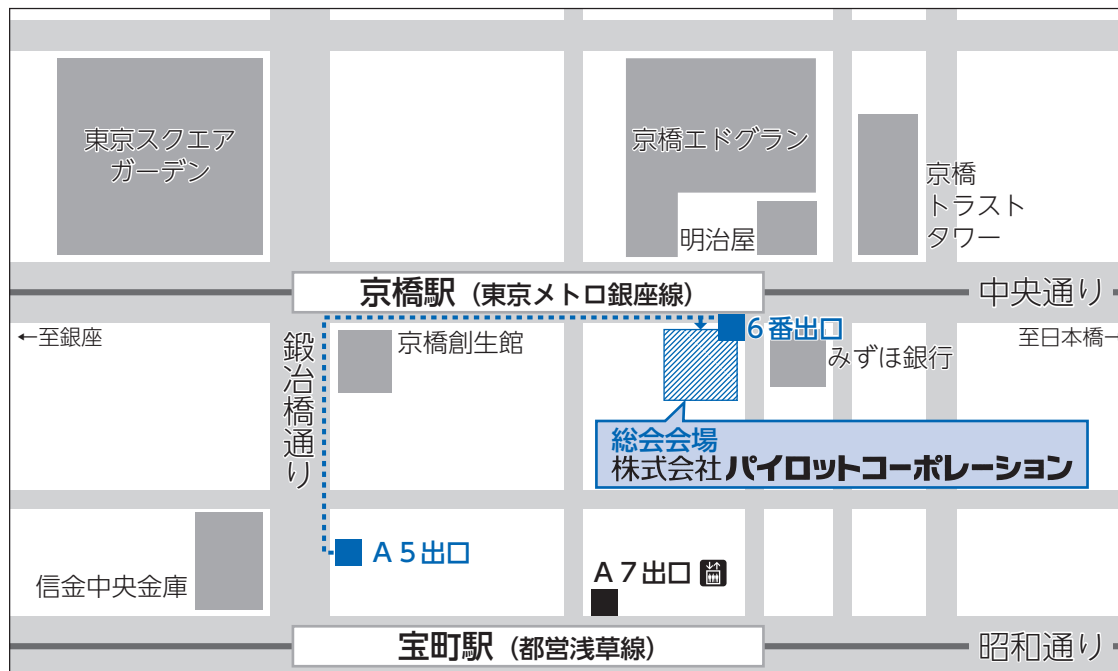 東京スクエア
ガーデン
京橋エドグラン
明治屋
京橋
トラスト
タワー
京橋駅（東京メトロ銀座線）
中央通り
←至銀座
鍛冶橋通り
京橋創生館
6番出口
みずほ銀行
至日本橋→
総会会場
株式会社パイロットコーポレーション
A5出口
A7出口
信金中央金庫
宝町駅（都営浅草線）
昭和通り